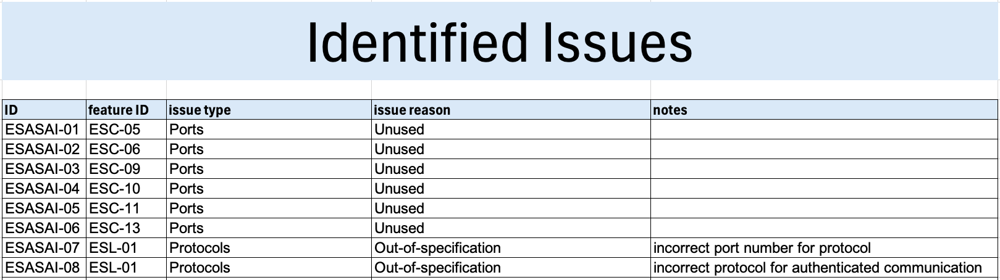 Identified Issues
ID feature ID issue type issue reason notes
ESASAI-01 ESC-05 Ports Unused
ESASAI-02 ESC-06 Ports Unused
ESASAI-03 ESC-09 Ports Unused
ESASAI-04 ESC-10 Ports Unused
ESASAI-05 ESC-11 Ports Unused
ESASAI-06 ESC-13 Ports Unused
ESASAI-07 ESL-01 Protocols Out-of-specification incorrect port number for protocol
ESASAI-08 ESL-01 Protocols Out-of-specification incorrect protocol for authenticated communication